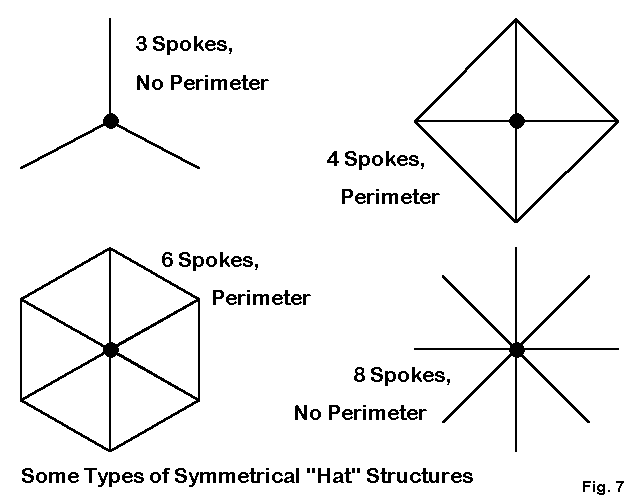 3 Spokes,
No Perimeter
4 Spokes,
Perimeter
6 Spokes,
Perimeter
8 Spokes,
No Perimeter
Some Types of Symmetrical "Hat" Structures
Fig. 7